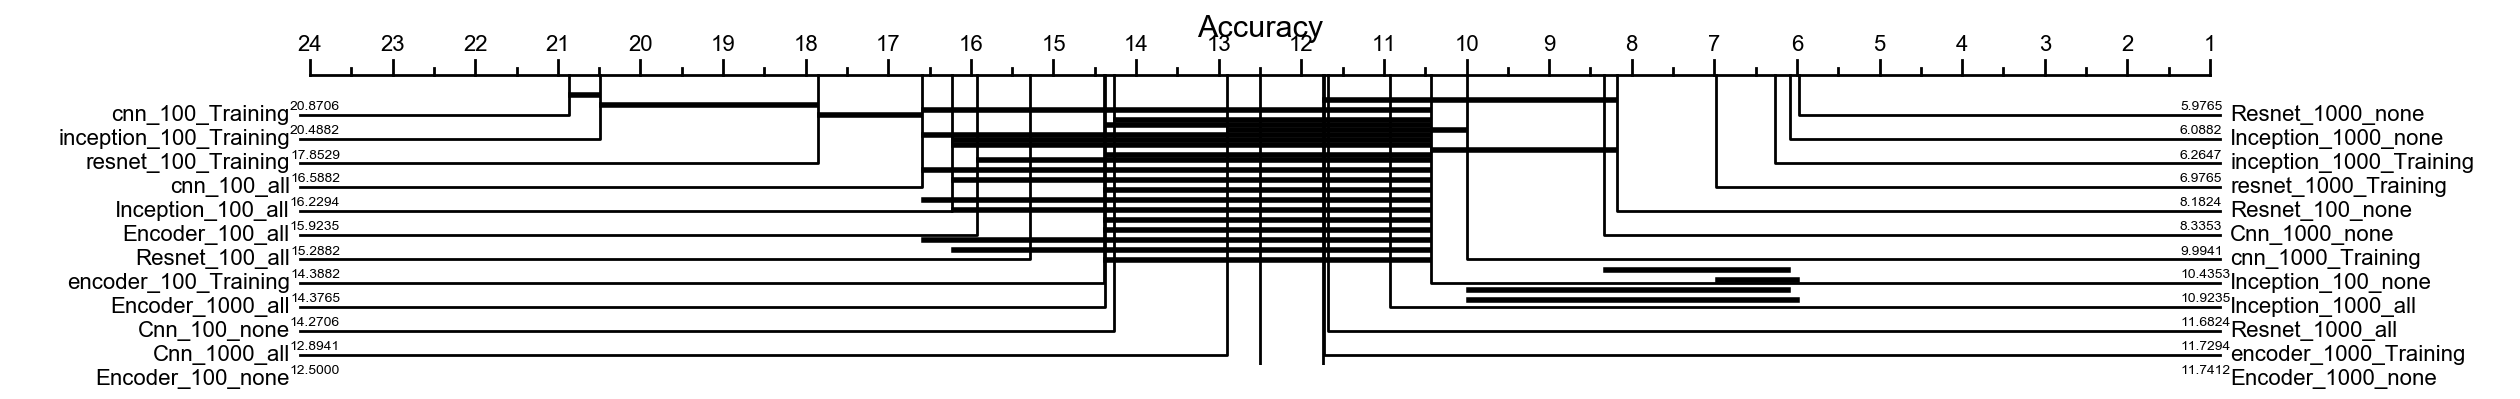 Accuracy
24 23 22 21 20 19 18 17 16 15 14 13 12 11 10 9 8 7 6 5 4 3 2 1
cnn_100_Training 20.8706 5.9765 Resnet_1000_none
inception_100_Training 20.4882 6.0882 Inception_1000_none
resnet_100_Training 17.8529 6.2647 inception_1000_Training
cnn_100_all 16.5882 6.9765 resnet_1000_Training
Inception_100_all 16.2294 8.1824 Resnet_100_none
Encoder_100_all 15.9235 8.3353 Cnn_1000_none
Resnet_100_all 15.2882 9.9941 cnn_1000_Training
encoder_100_Training 14.3882 10.4353 Inception_100_none
Encoder_1000_all 14.3765 10.9235 Inception_1000_all
Cnn_100_none 14.2706 11.6824 Resnet_1000_all
Cnn_1000_all 12.8941 11.7294 encoder_1000_Training
Encoder_100_none 12.5000 11.7412 Encoder_1000_none